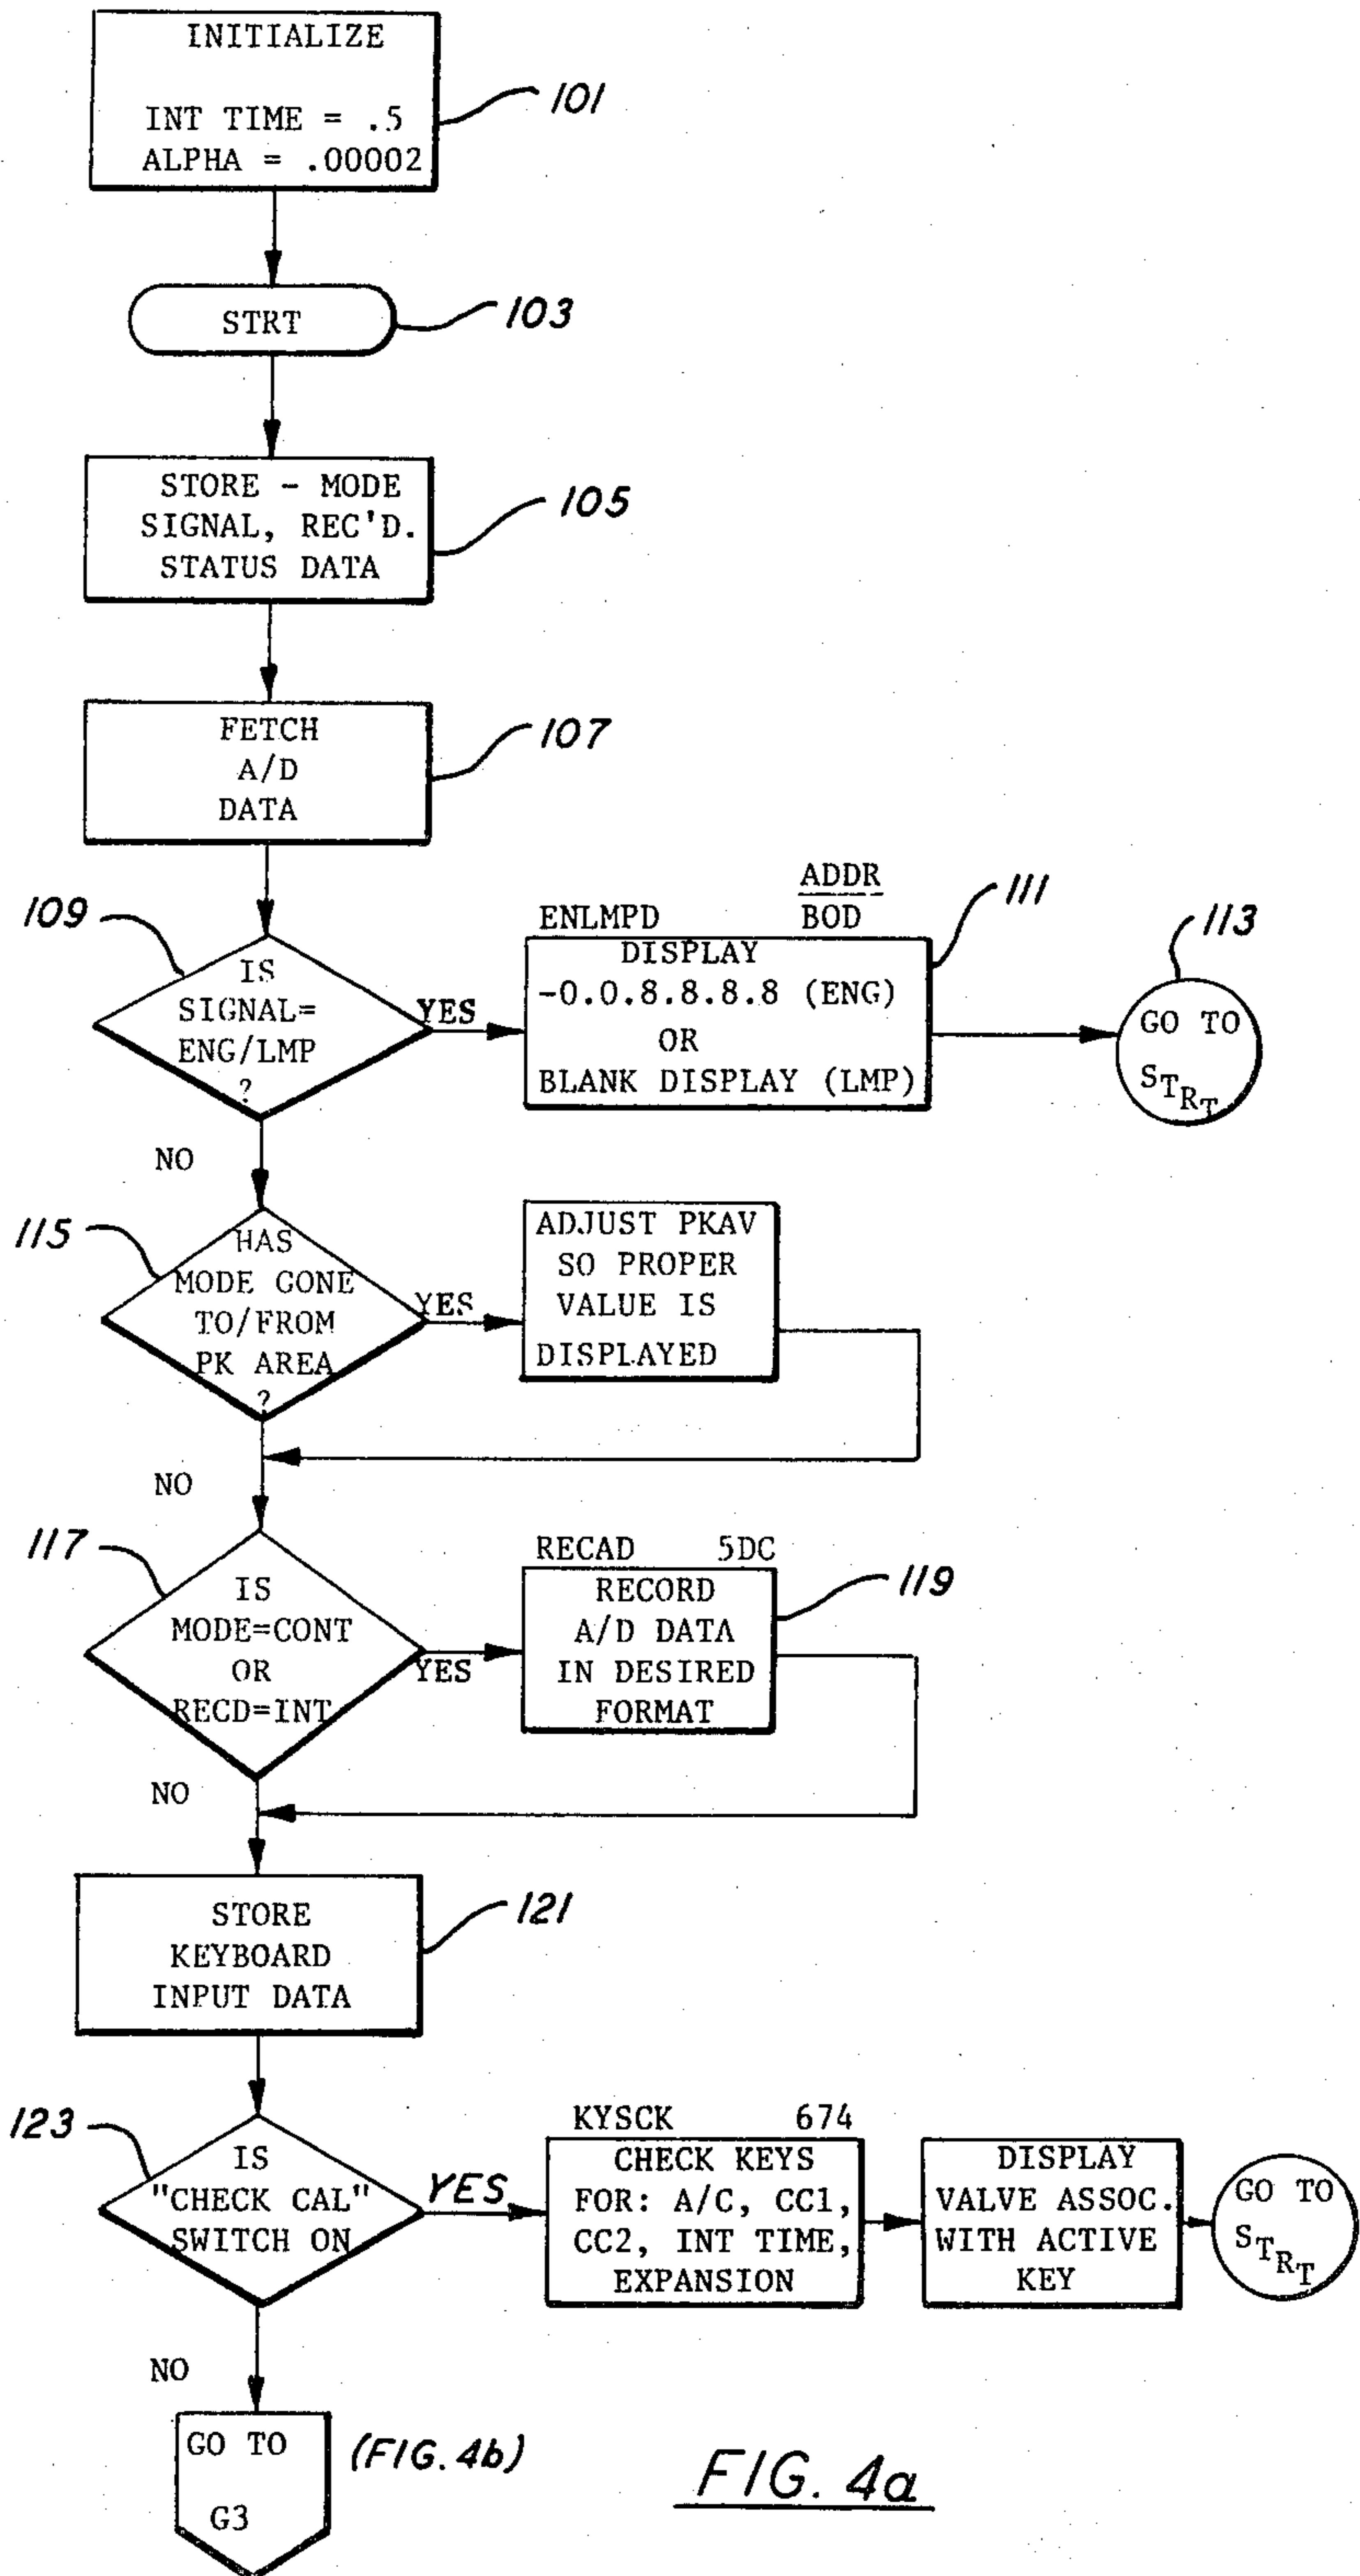 INITIALIZE
INT TIME = .5
ALPHA = .00002
101
STRT
103
STORE - MODE
SIGNAL, REC'D.
STATUS DATA
105
FETCH
A/D
DATA
107
109
IS
SIGNAL=
ENG/LMP
?
YES
NO
ENLMPD ADDR
BOD
DISPLAY
-0.0.8.8.8.8 (ENG)
OR
BLANK DISPLAY (LMP)
111
113
GO TO
STRT
115
HAS
MODE GONE
TO/FROM
PK AREA
?
YES
NO
ADJUST PKAV
SO PROPER
VALUE IS
DISPLAYED
117
IS
MODE=CONT
OR
RECD=INT
YES
NO
RECAD 5DC
RECORD
A/D DATA
IN DESIRED
FORMAT
119
STORE
KEYBOARD
INPUT DATA
121
123
IS
"CHECK CAL"
SWITCH ON
YES
NO
KYSCK 674
CHECK KEYS
FOR: A/C, CC1,
CC2, INT TIME,
EXPANSION
DISPLAY
VALVE ASSOC.
WITH ACTIVE
KEY
GO TO
STRT
GO TO
G3
(FIG. 4b)
FIG. 4a